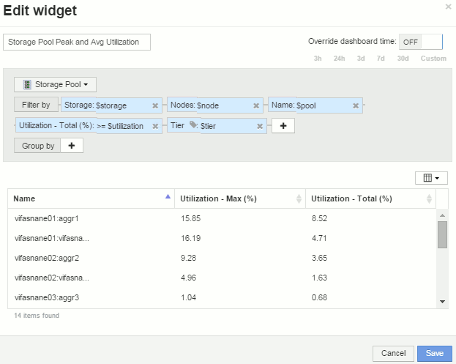 Edit widget
Storage Pool Peak and Avg Utilization
Override dashboard time: OFF
3h 24h 3d 7d 30d Custom
Storage Pool
Filter by Storage: $storage Nodes: $node Name: $pool
Utilization - Total (%): >= $utilization Tier : $tier +
Group by +
Name Utilization - Max (%) Utilization - Total (%)
vifasnane01:aggr1 15.85 8.52
vifasnane01:vifasna... 16.19 4.71
vifasnane02:aggr2 9.28 3.65
vifasnane02:vifasna... 4.96 1.63
vifasnane03:aggr3 1.04 0.68
14 items found
Cancel Save